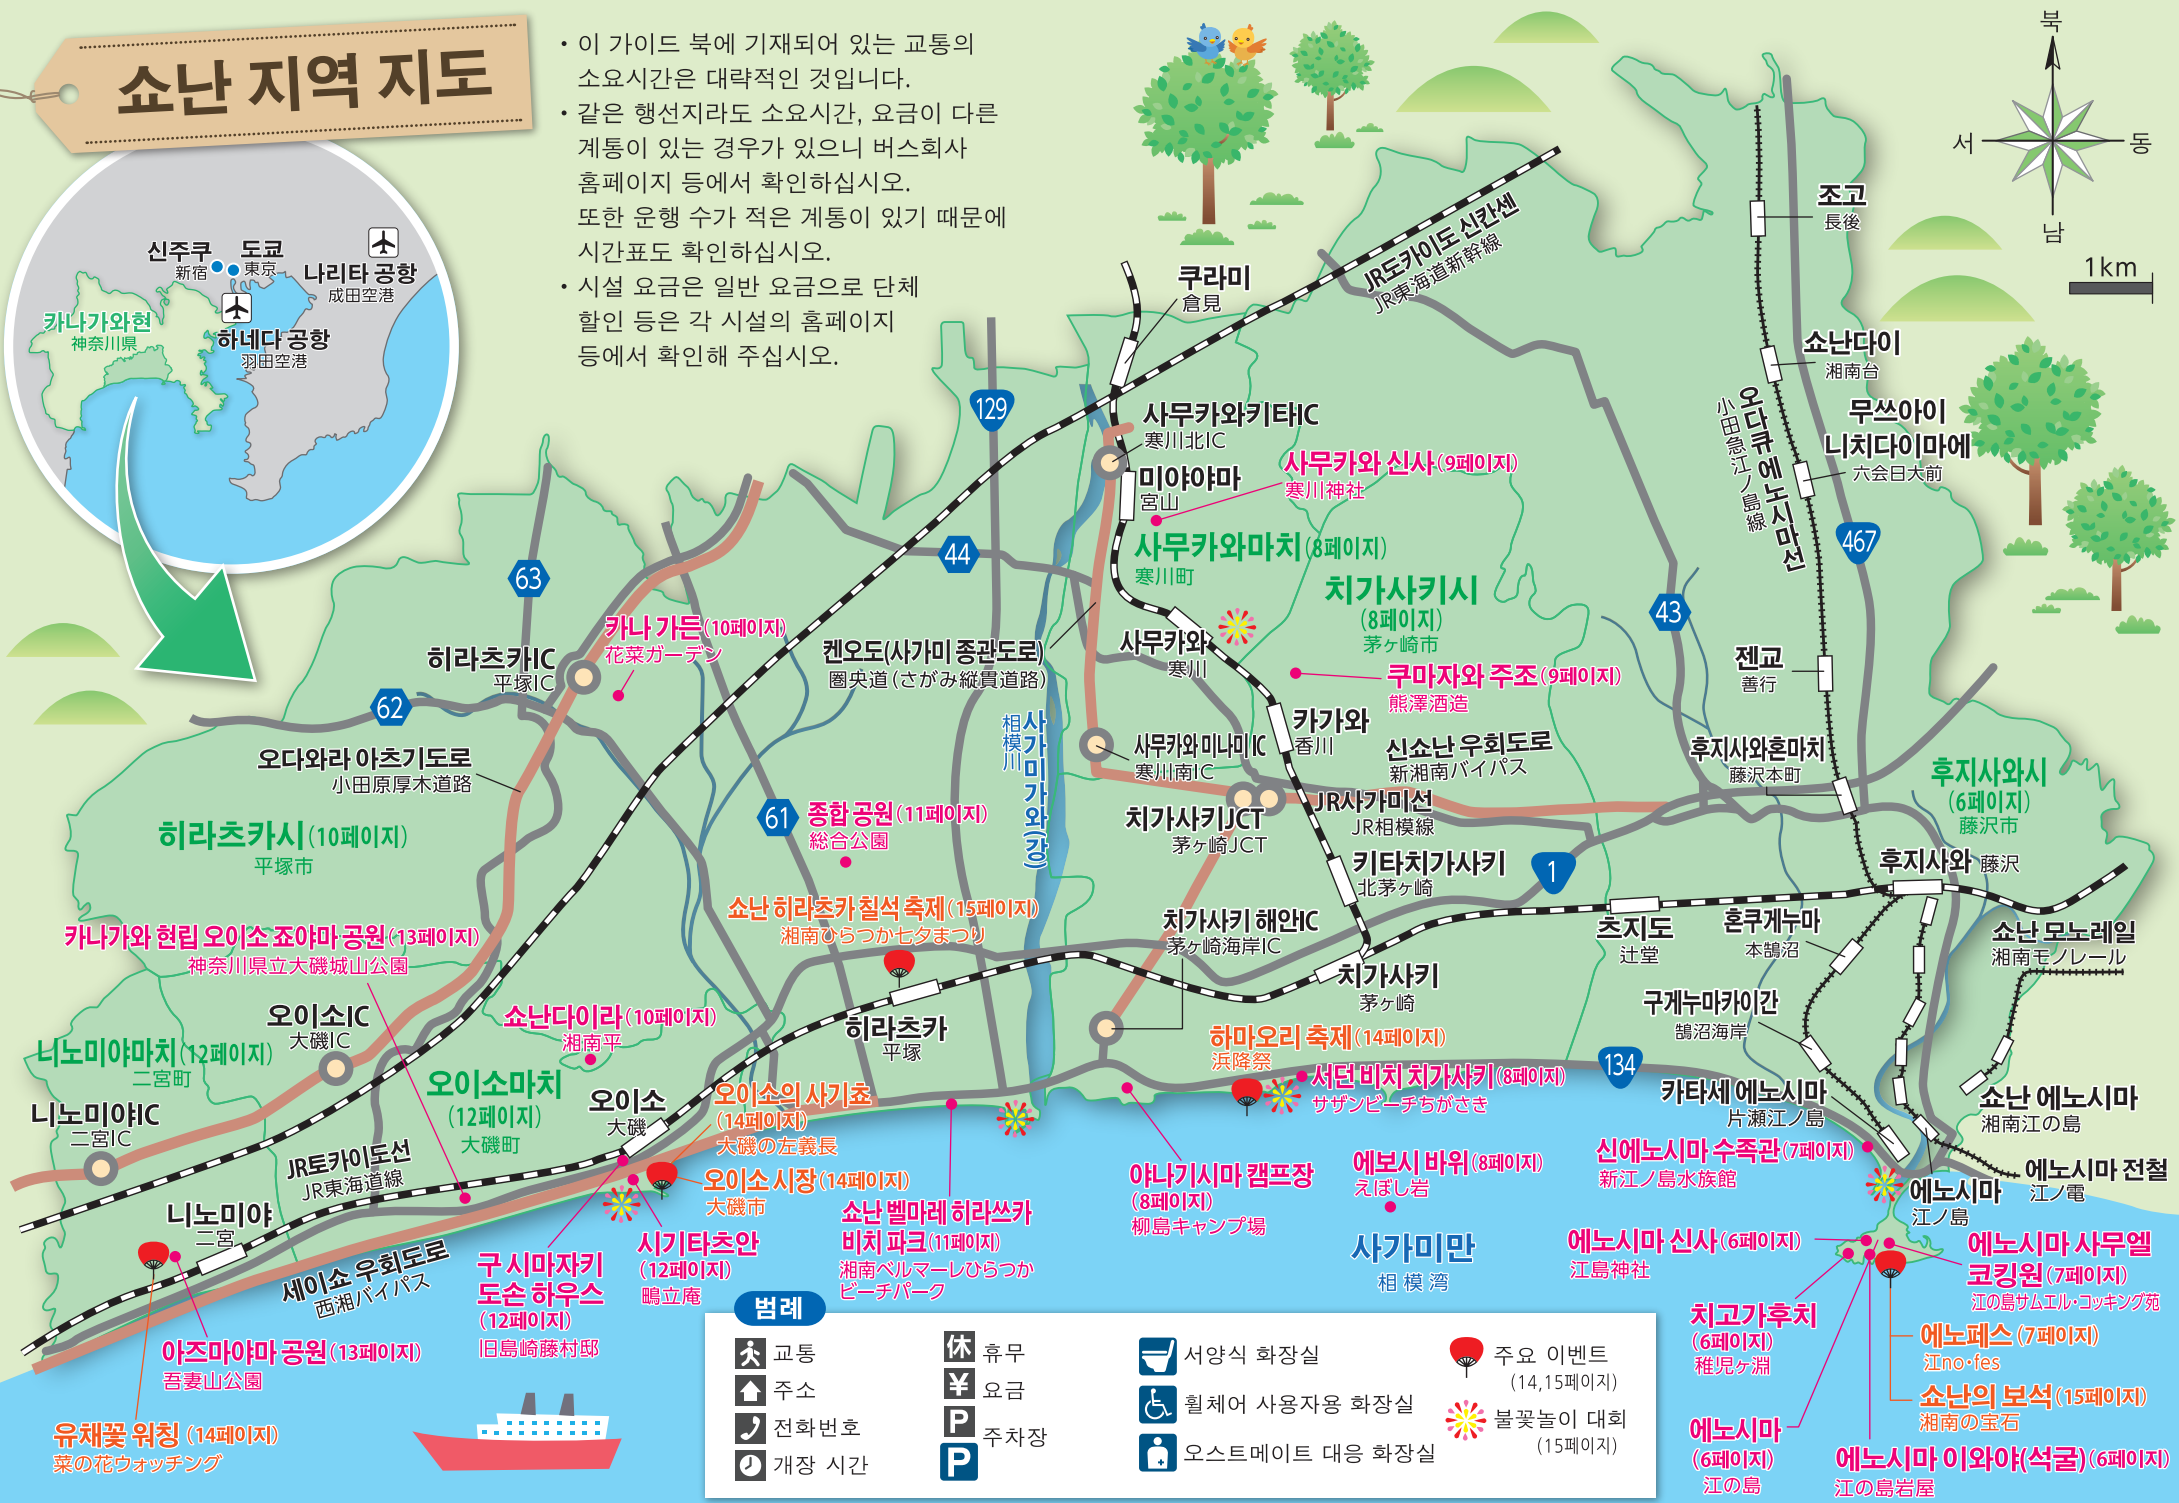 쇼난 지역 지도
• 이 가이드 북에 기재되어 있는 교통의
소요시간은 대략적인 것입니다.
• 같은 행선지라도 소요시간, 요금이 다른
계통이 있는 경우가 있으니 버스회사
홈페이지 등에서 확인하십시오.
또한 운행 수가 적은 계통이 있기 때문에
시간표도 확인하십시오.
• 시설 요금은 일반 요금으로 단체
할인 등은 각 시설의 홈페이지
등에서 확인해 주십시오.
북
서
동
남
1km
신주쿠
新宿
도쿄
東京
나리타 공항
成田空港
카나가와현
神奈川県
하네다 공항
羽田空港
JR도카이도 신칸센
JR東海道新幹線
조고
長後
쿠라미
倉見
쇼난다이
湘南台
129
사무카와키타IC
寒川北IC
오다큐 에노시마선
小田急江ノ島線
무쓰아이
니치다이마에
六会日大前
미야야마
宮山
사무카와 신사(9페이지)
寒川神社
467
44
63
사무카와마치(8페이지)
寒川町
치가사키시
(8페이지)
茅ヶ崎市
43
카나 가든(10페이지)
花菜ガーデン
히라츠카IC
平塚IC
켄오도(사가미 종관도로)
圏央道(さがみ縦貫道路)
사무카와
寒川
쿠마자와 주조(9페이지)
熊澤酒造
젠교
善行
62
사가미가와(강)
相模川
카가와
香川
사무카와 미나미 IC
寒川南IC
신쇼난 우회도로
新湘南バイパス
후지사와혼마치
藤沢本町
후지사와시
(6페이지)
藤沢市
오다와라 아츠기도로
小田原厚木道路
히라츠카시(10페이지)
平塚市
61
종합 공원(11페이지)
総合公園
치가사키JCT
茅ヶ崎JCT
JR사가미선
JR相模線
키타치가사키
北茅ヶ崎
1
후지사와 藤沢
쇼난 히라츠카 칠석 축제(15페이지)
湘南ひらつか七夕まつり
카나가와 현립 오이소 죠야마 공원(13페이지)
神奈川県立大磯城山公園
치가사키 해안IC
茅ヶ崎海岸IC
츠지도
辻堂
혼쿠게누마
本鵠沼
쇼난 모노레일
湘南モノレール
치가사키
茅ヶ崎
구게누마카이간
鵠沼海岸
오이소IC
大磯IC
쇼난다이라(10페이지)
湘南平
히라츠카
平塚
하마오리 축제(14페이지)
浜降祭
134
니노미야마치(12페이지)
二宮町
오이소마치
(12페이지)
大磯町
오이소
大磯
오이소의 사기쵸
(14페이지)
大磯の左義長
서던 비치 치가사키(8페이지)
サザンビーチちがさき
카타세 에노시마
片瀬江ノ島
쇼난 에노시마
湘南江の島
니노미야IC
二宮IC
JR토카이도선
JR東海道線
오이소 시장(14페이지)
大磯市
야나기시마 캠프장
(8페이지)
柳島キャンプ場
에보시 바위(8페이지)
えぼし岩
신에노시마 수족관(7페이지)
新江ノ島水族館
에노시마
江ノ島
에노시마 전철
江ノ電
니노미야
二宮
세이쇼 우회도로
西湘バイパス
구 시마자키
도손 하우스
(12페이지)
旧島崎藤村邸
시기타츠안
(12페이지)
鴫立庵
쇼난 벨마레 히라쓰카
비치 파크(11페이지)
湘南ベルマーレひらつか
ビーチパーク
사가미만
相模湾
에노시마 신사(6페이지)
江島神社
에노시마 사무엘
코킹원(7페이지)
江の島サムエル・コッキング苑
치고가후치
(6페이지)
稚児ヶ淵
에노페스(7페이지)
江no・fes
쇼난의 보석(15페이지)
湘南の宝石
에노시마
(6페이지)
江の島
에노시마 이와야(석굴)(6페이지)
江の島岩屋
아즈마야마 공원(13페이지)
吾妻山公園
유채꽃 워칭(14페이지)
菜の花ウォッチング
범례
교통
주소
전화번호
개장 시간
休 휴무
¥ 요금
P 주차장
P
서양식 화장실
휠체어 사용자용 화장실
오스트메이트 대응 화장실
주요 이벤트
(14,15페이지)
불꽃놀이 대회
(15페이지)